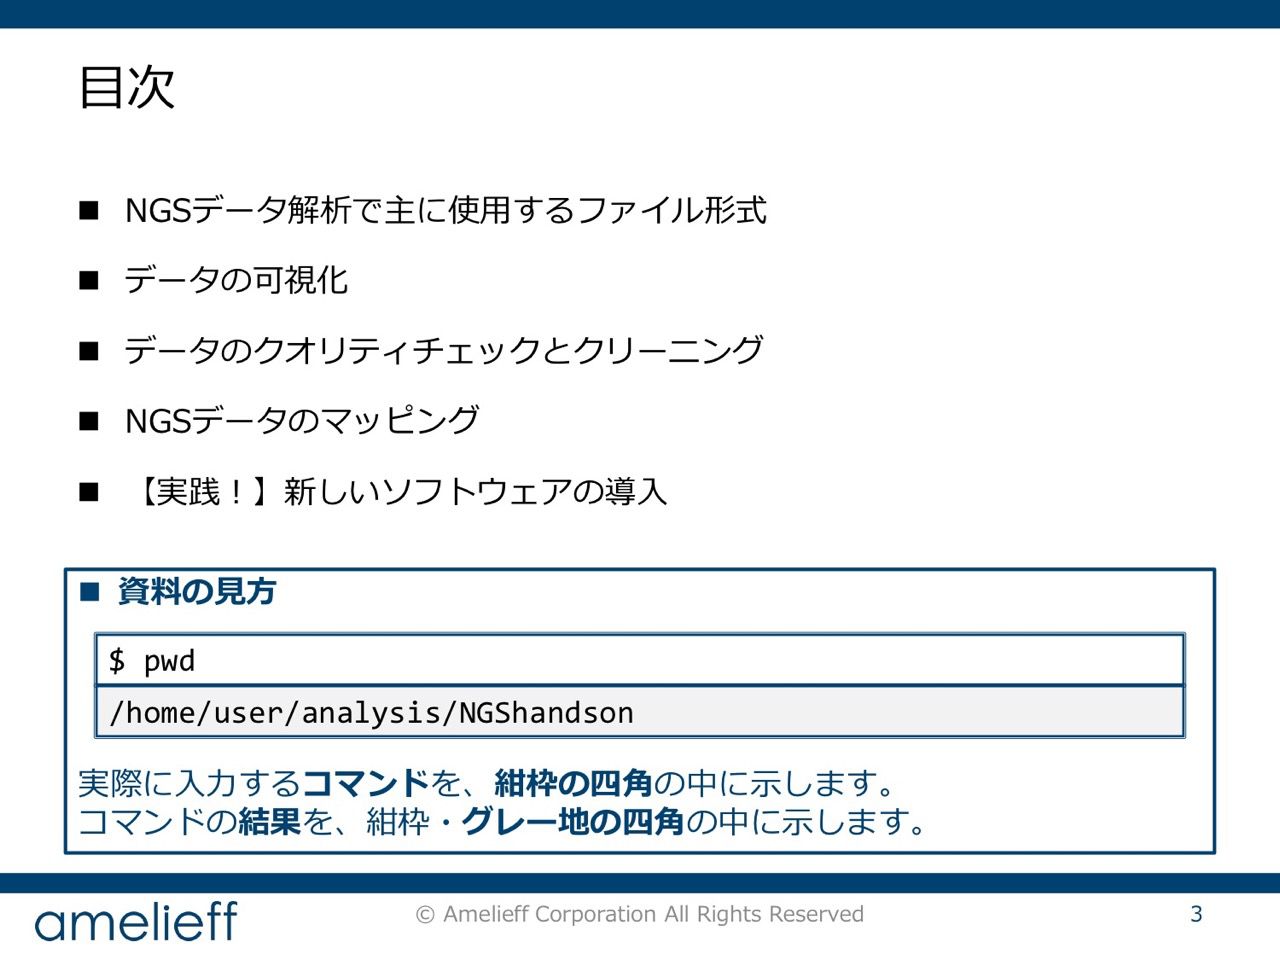 目次
■ NGSデータ解析で主に使用するファイル形式
■ データの可視化
■ データのクオリティチェックとクリーニング
■ NGSデータのマッピング
■ 【実践！】新しいソフトウェアの導入
■ 資料の見方
$ pwd
/home/user/analysis/NGShandson
実際に入力するコマンドを、紺枠の四角の中に示します。
コマンドの結果を、紺枠・グレー地の四角の中に示します。
amelieff
© Amelieff Corporation All Rights Reserved
3